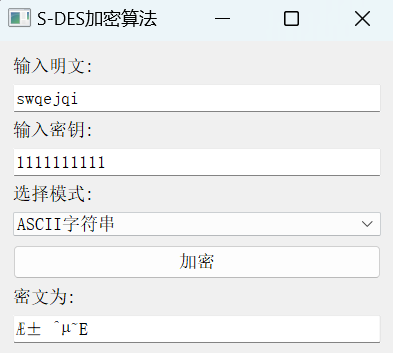 S-DES加密算法
输入明文:
swqejqi
输入密钥:
1111111111
选择模式:
ASCII字符串
加密
密文为:
Æ± ˆµ˜E